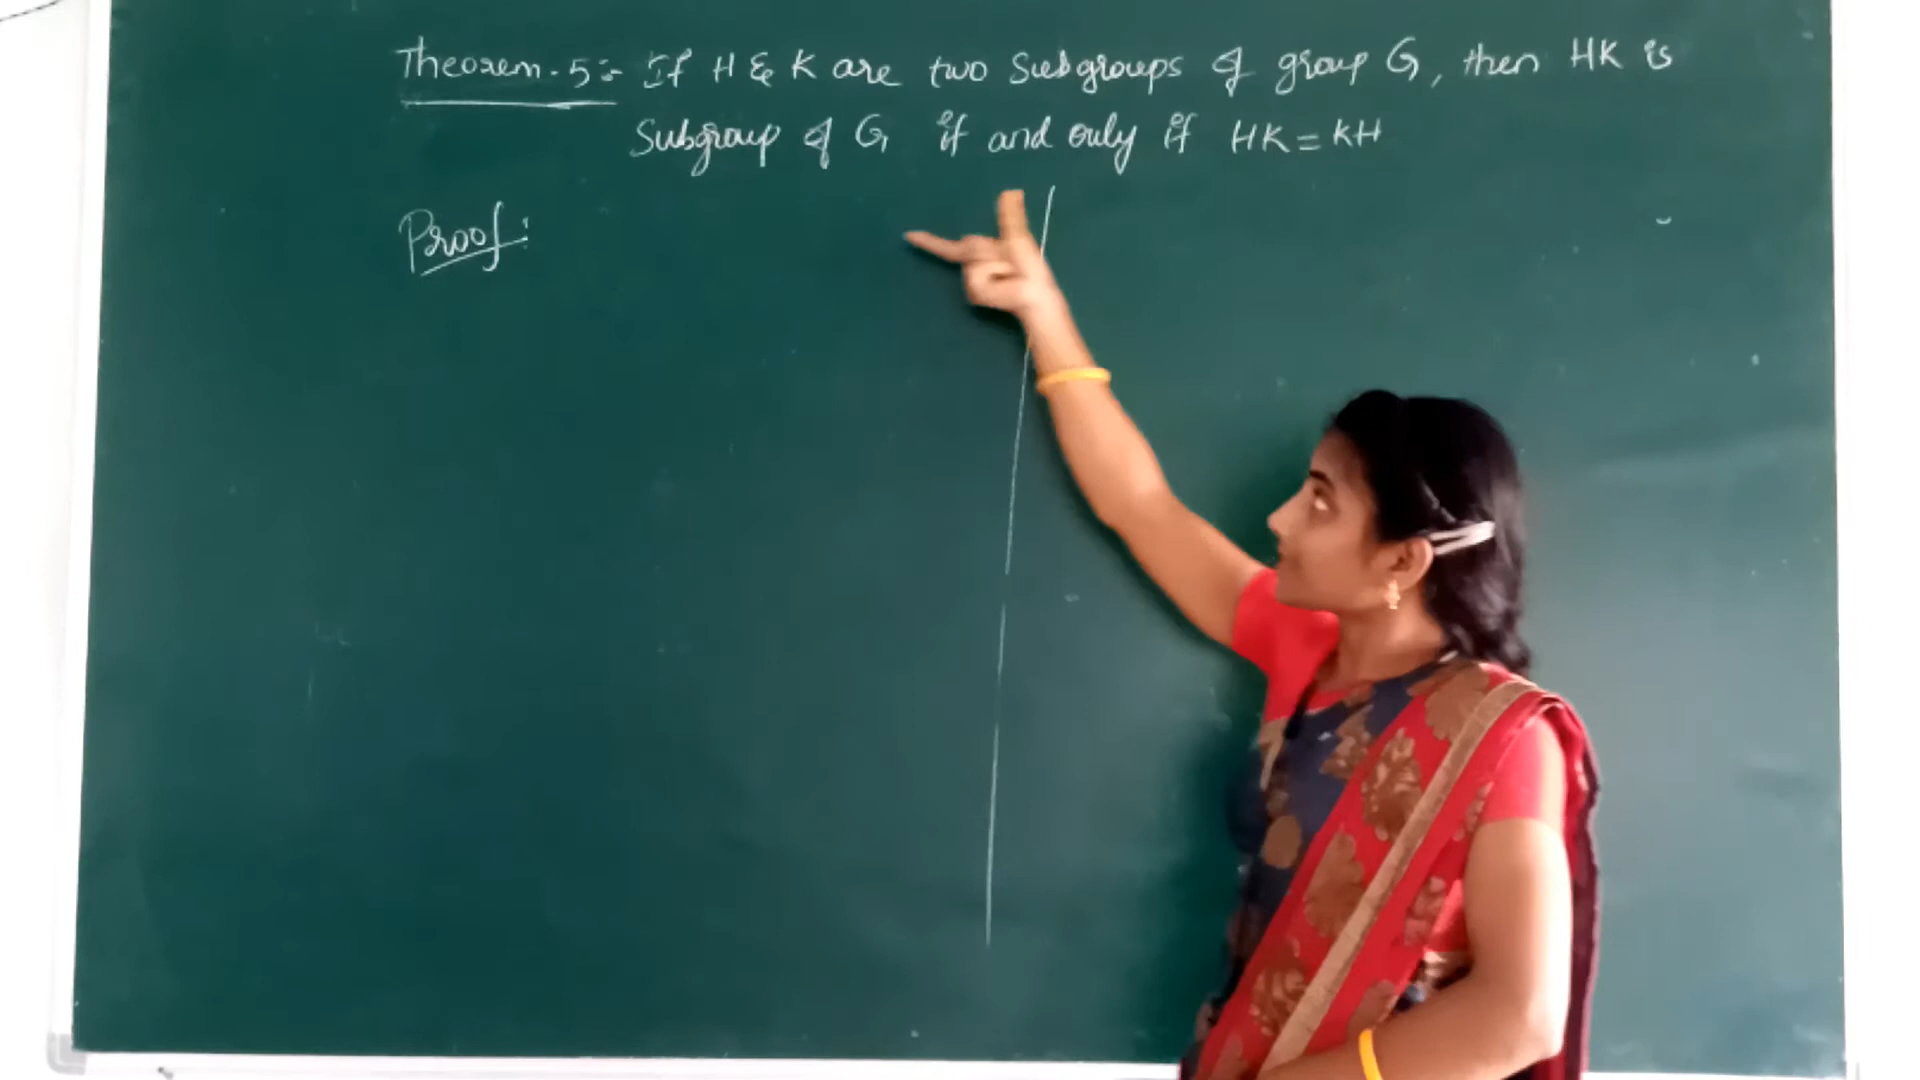 Theorem-5:- If H & K are two Subgroups of group G, then HK is
Subgroup of G if and only if HK = KH
Proof: